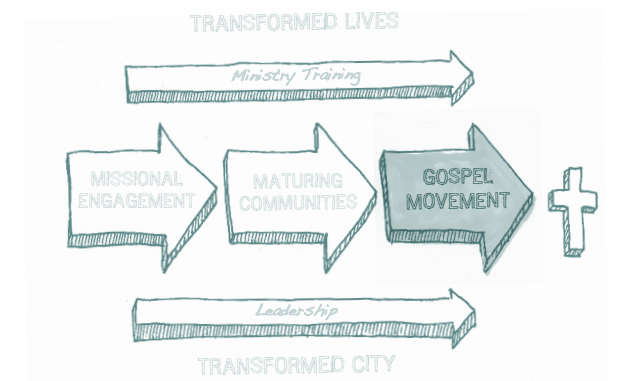 TRANSFORMED LIVES
Ministry Training
MISSIONAL
ENGAGEMENT
MATURING
COMMUNITIES
GOSPEL
MOVEMENT
Leadership
TRANSFORMED CITY